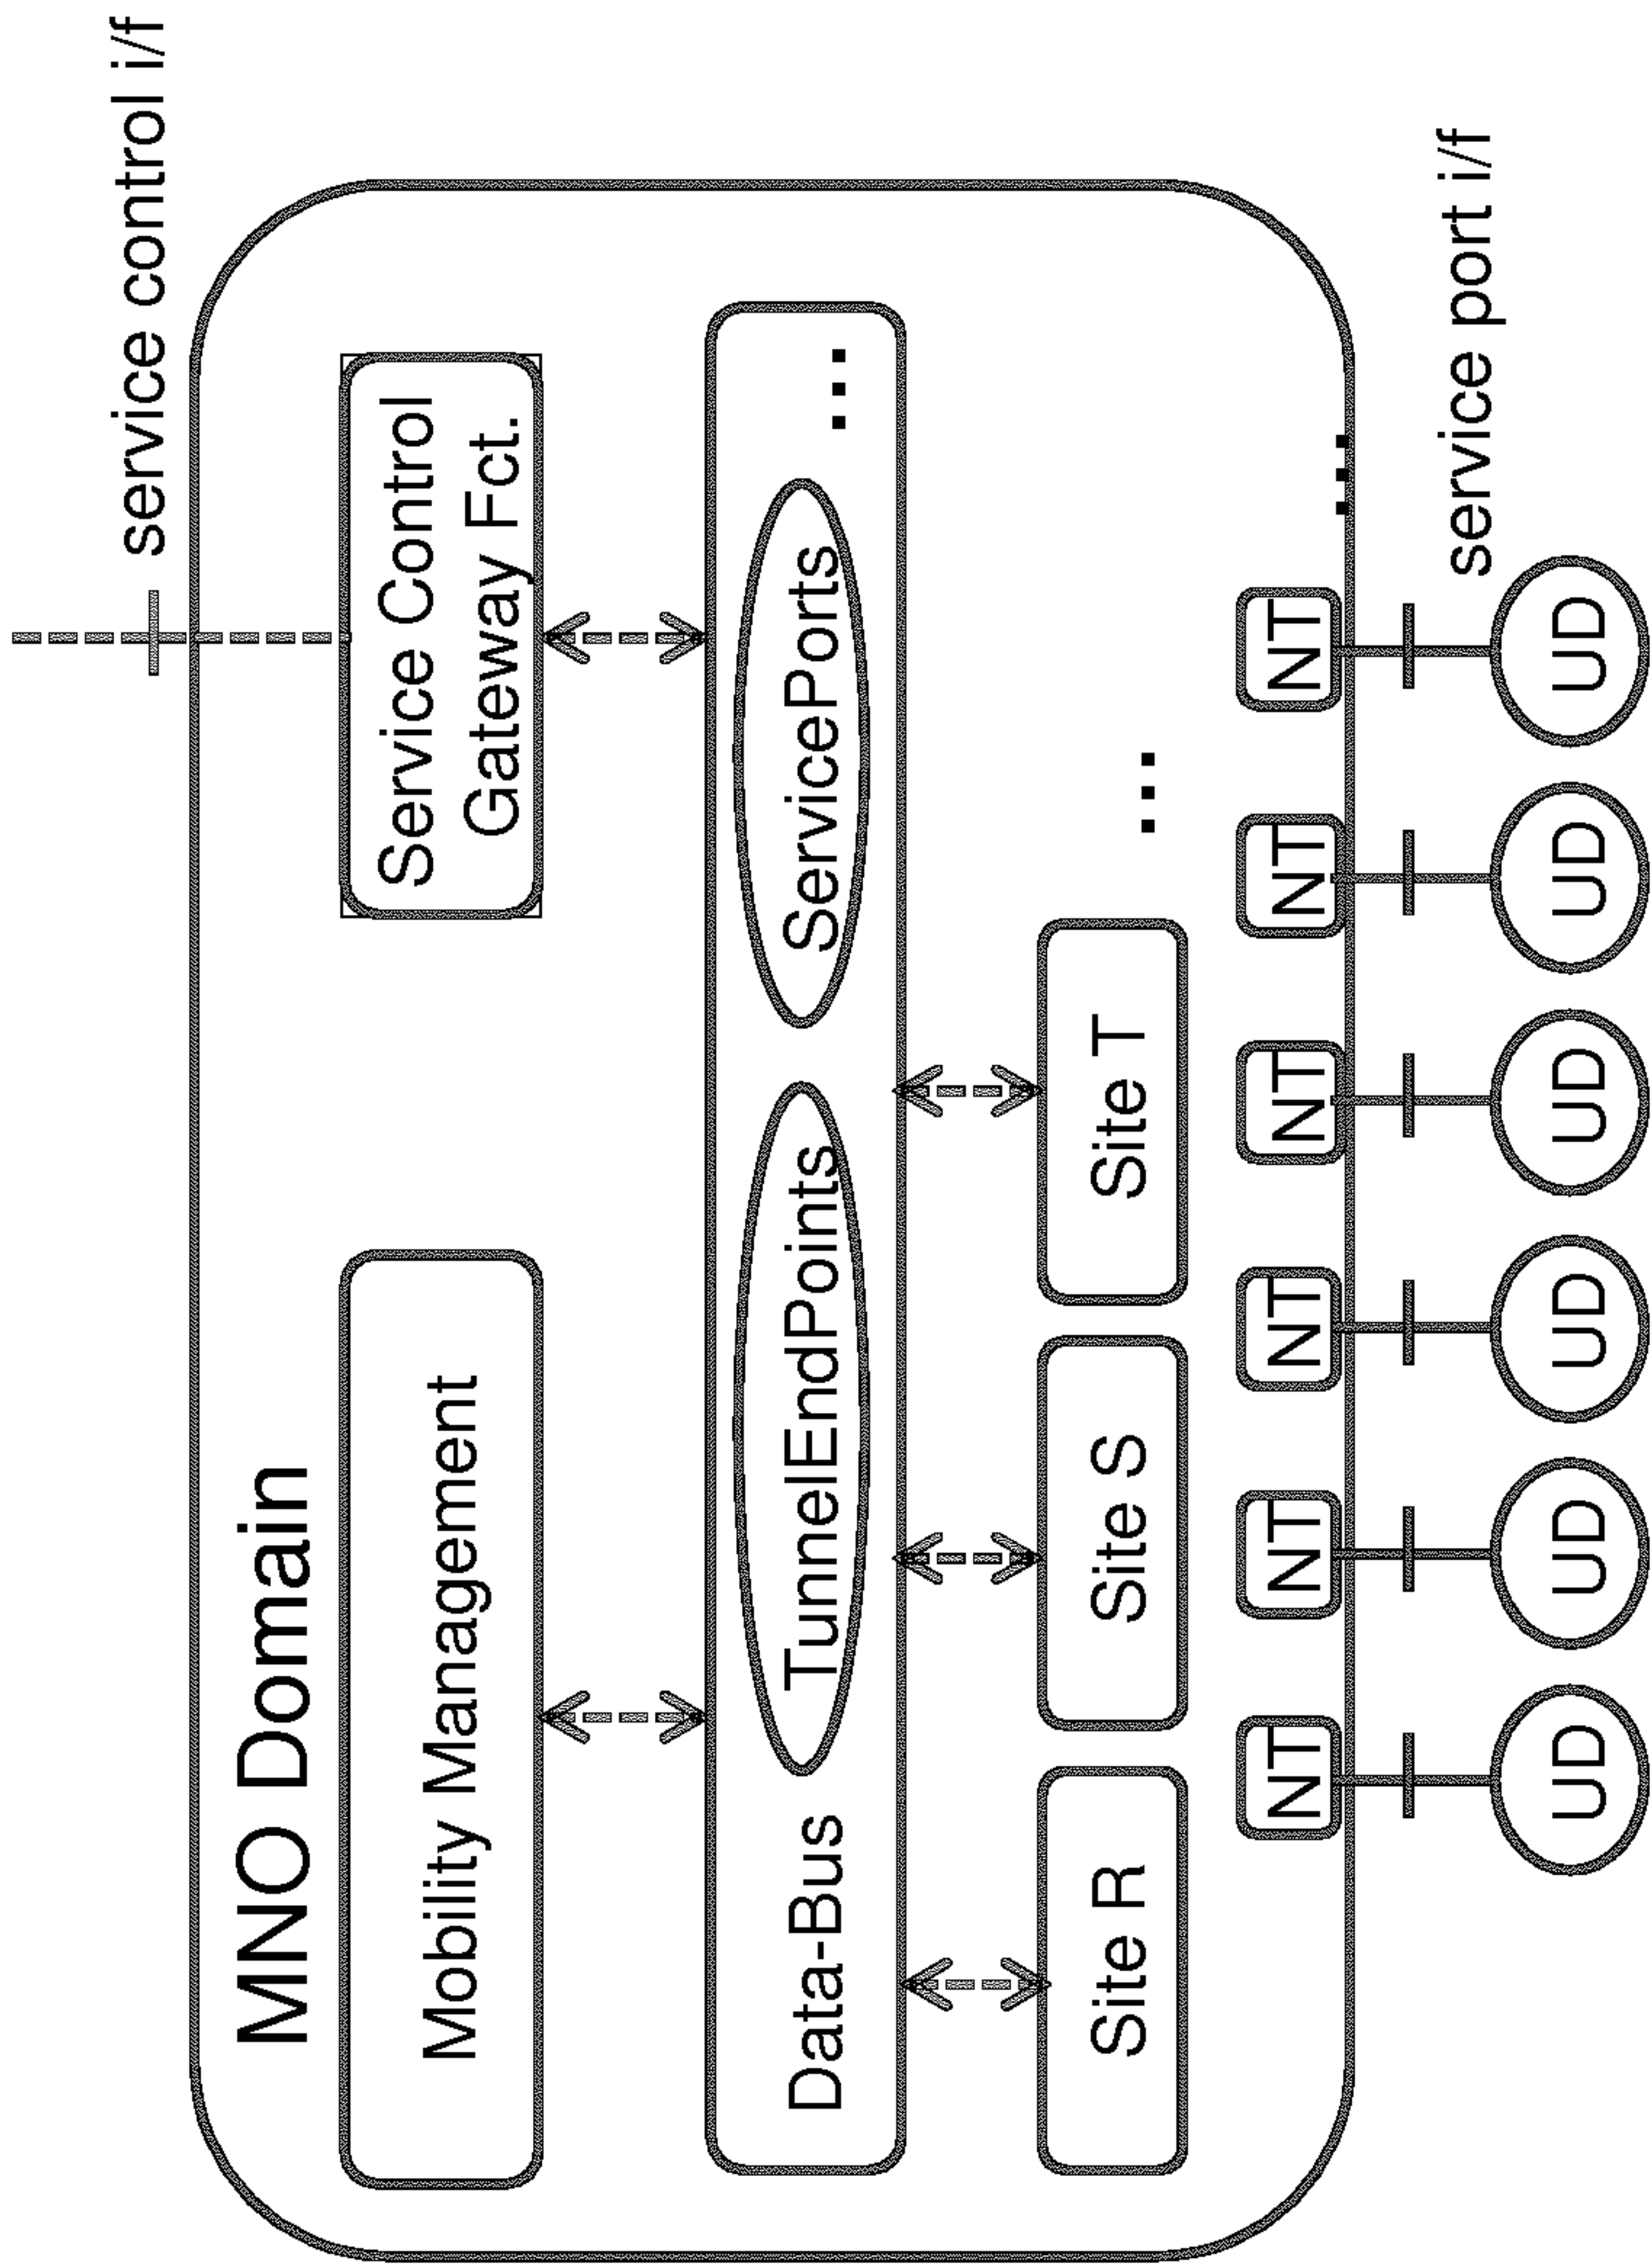 service control i/f
MNO Domain
Mobility Management
Service Control
Gateway Fct.
Data-Bus
TunnelEndPoints
ServicePorts
...
Site R
Site S
Site T
...
NT
NT
NT
NT
NT
NT
...
service port i/f
UD
UD
UD
UD
UD
UD